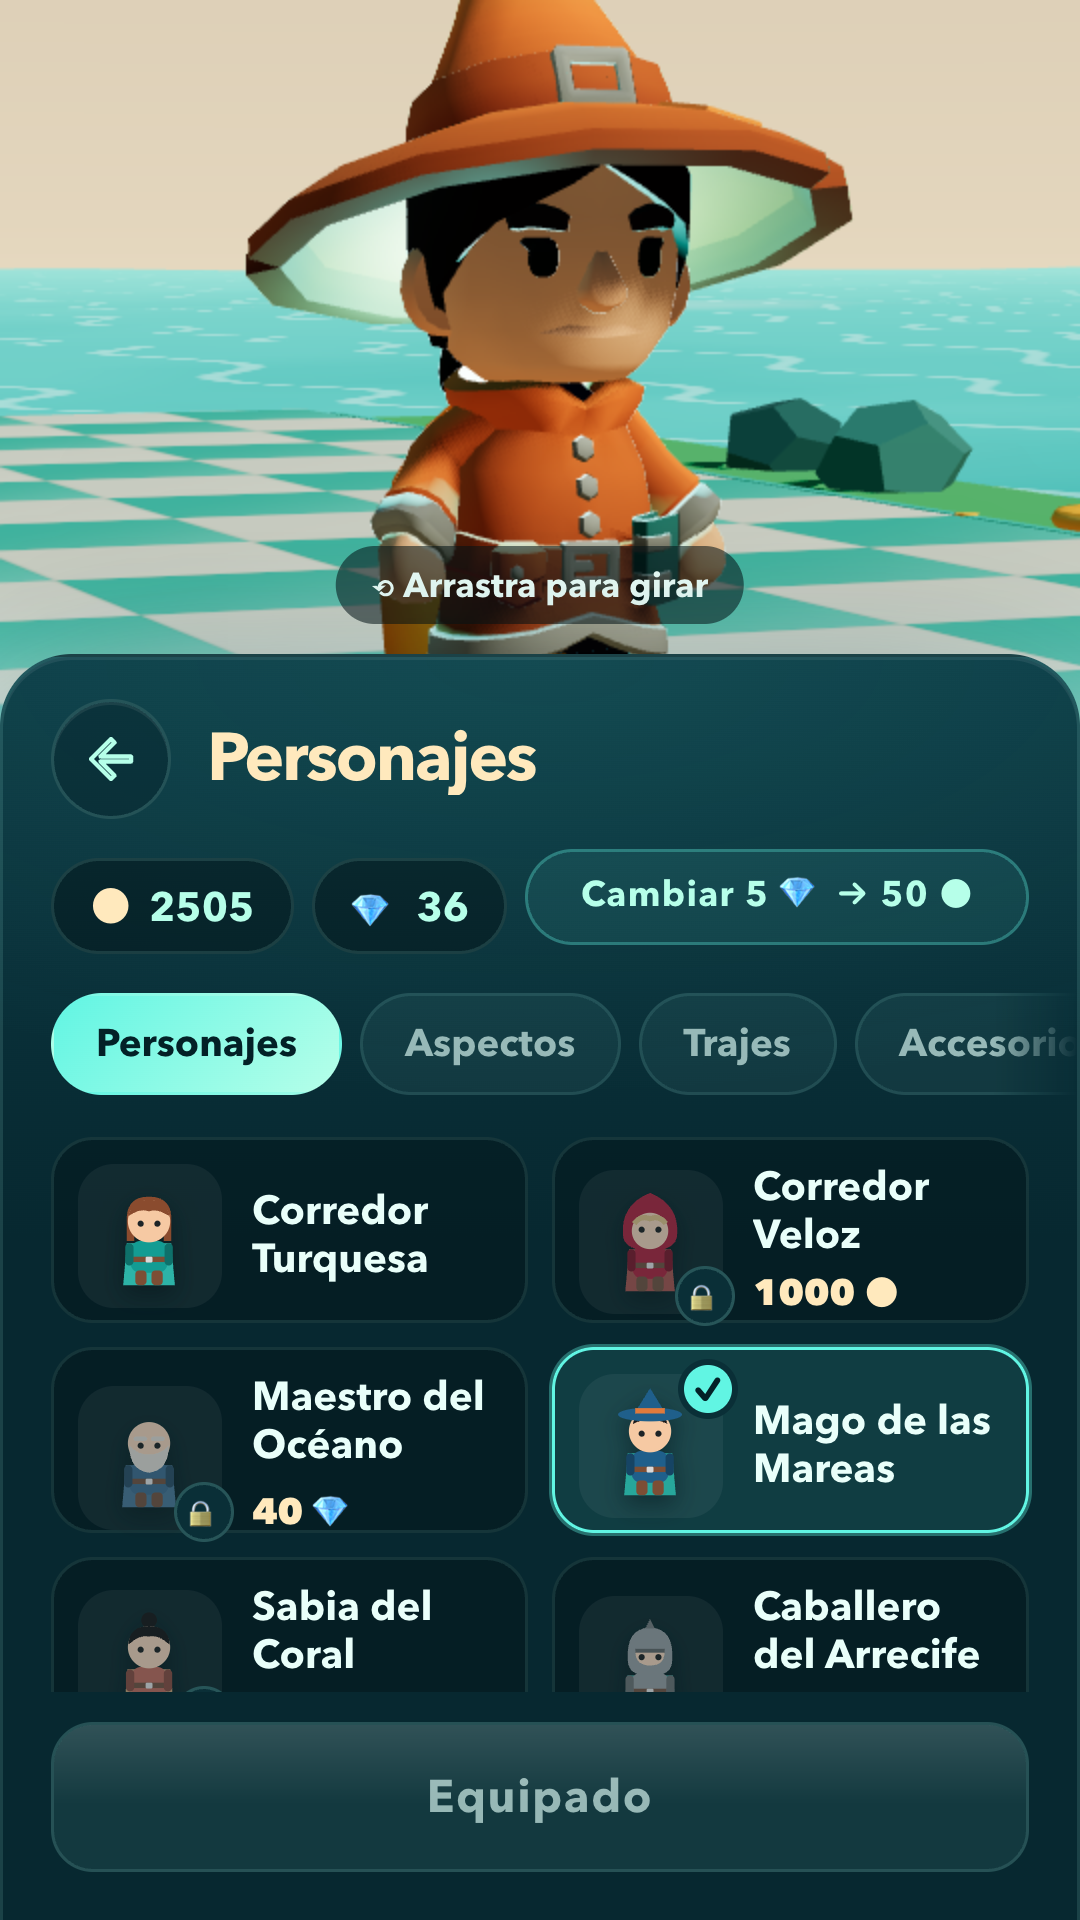 Arrastra para girar
Personajes
2505
36
Cambiar 5 💎 → 50
Personajes
Aspectos
Trajes
Corredor
Turquesa
Corredor
Veloz
1000
Maestro del
Océano
40 💎
Mago de las
Mareas
Sabia del
Coral
Caballero
del Arrecife
Equipado